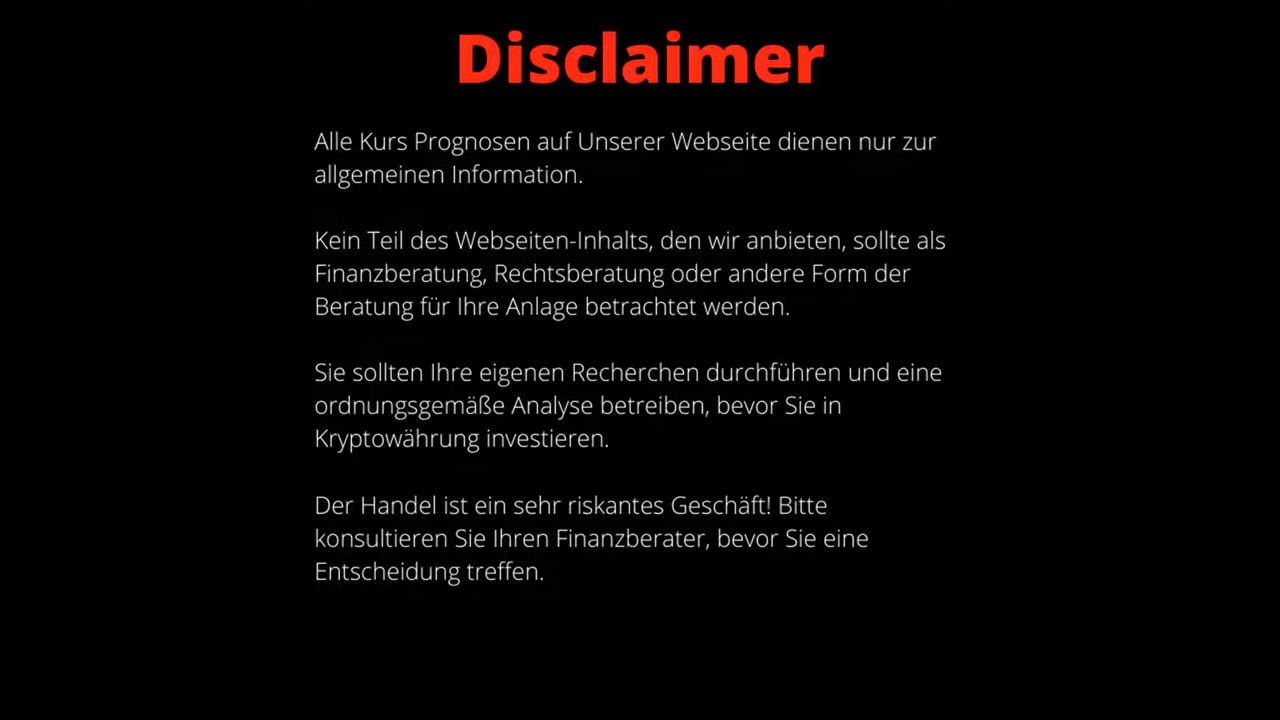 Disclaimer
Alle Kurs Prognosen auf Unserer Webseite dienen nur zur
allgemeinen Information.
Kein Teil des Webseiten-Inhalts, den wir anbieten, sollte als
Finanzberatung, Rechtsberatung oder andere Form der
Beratung für Ihre Anlage betrachtet werden.
Sie sollten Ihre eigenen Recherchen durchführen und eine
ordnungsgemäße Analyse betreiben, bevor Sie in
Kryptowährung investieren.
Der Handel ist ein sehr riskantes Geschäft! Bitte
konsultieren Sie Ihren Finanzberater, bevor Sie eine
Entscheidung treffen.